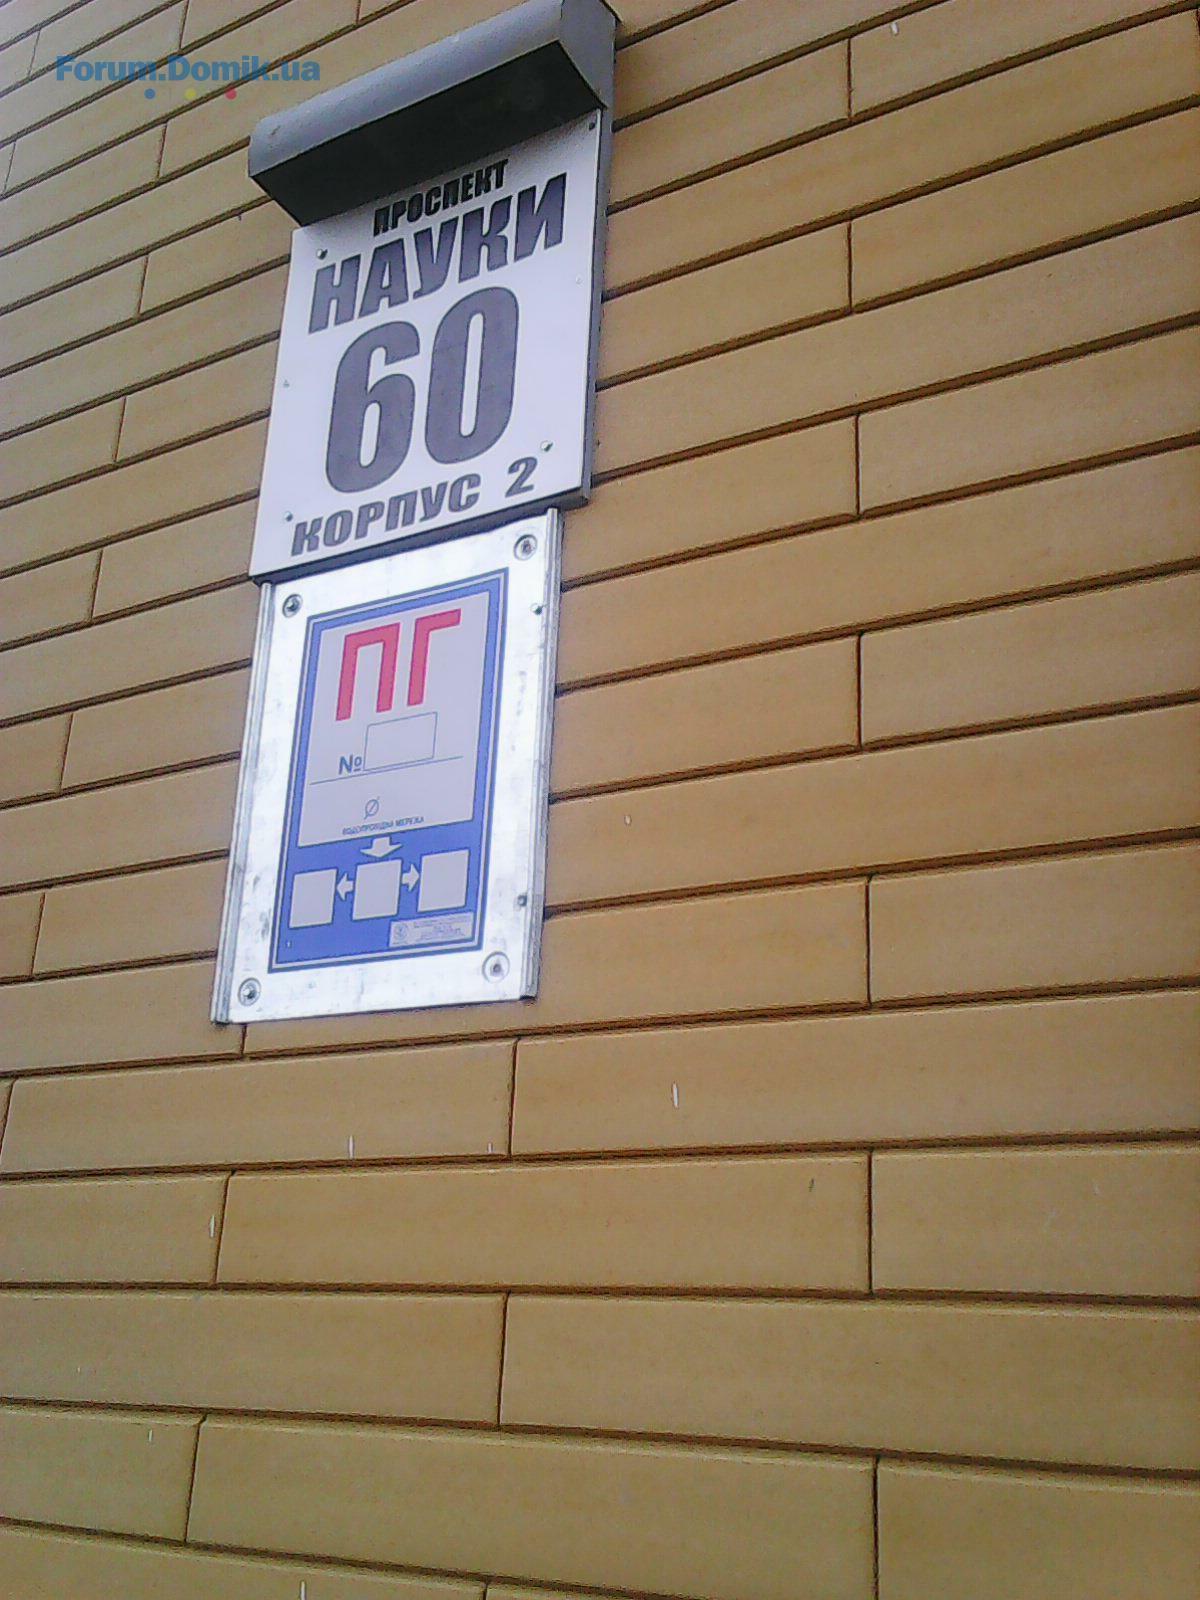 Forum.Domik.ua
ПРОСПЕКТ
НАУКИ
60
КОРПУС 2
ПГ
№
ВОДОПРОВІДНА МЕРЕЖА